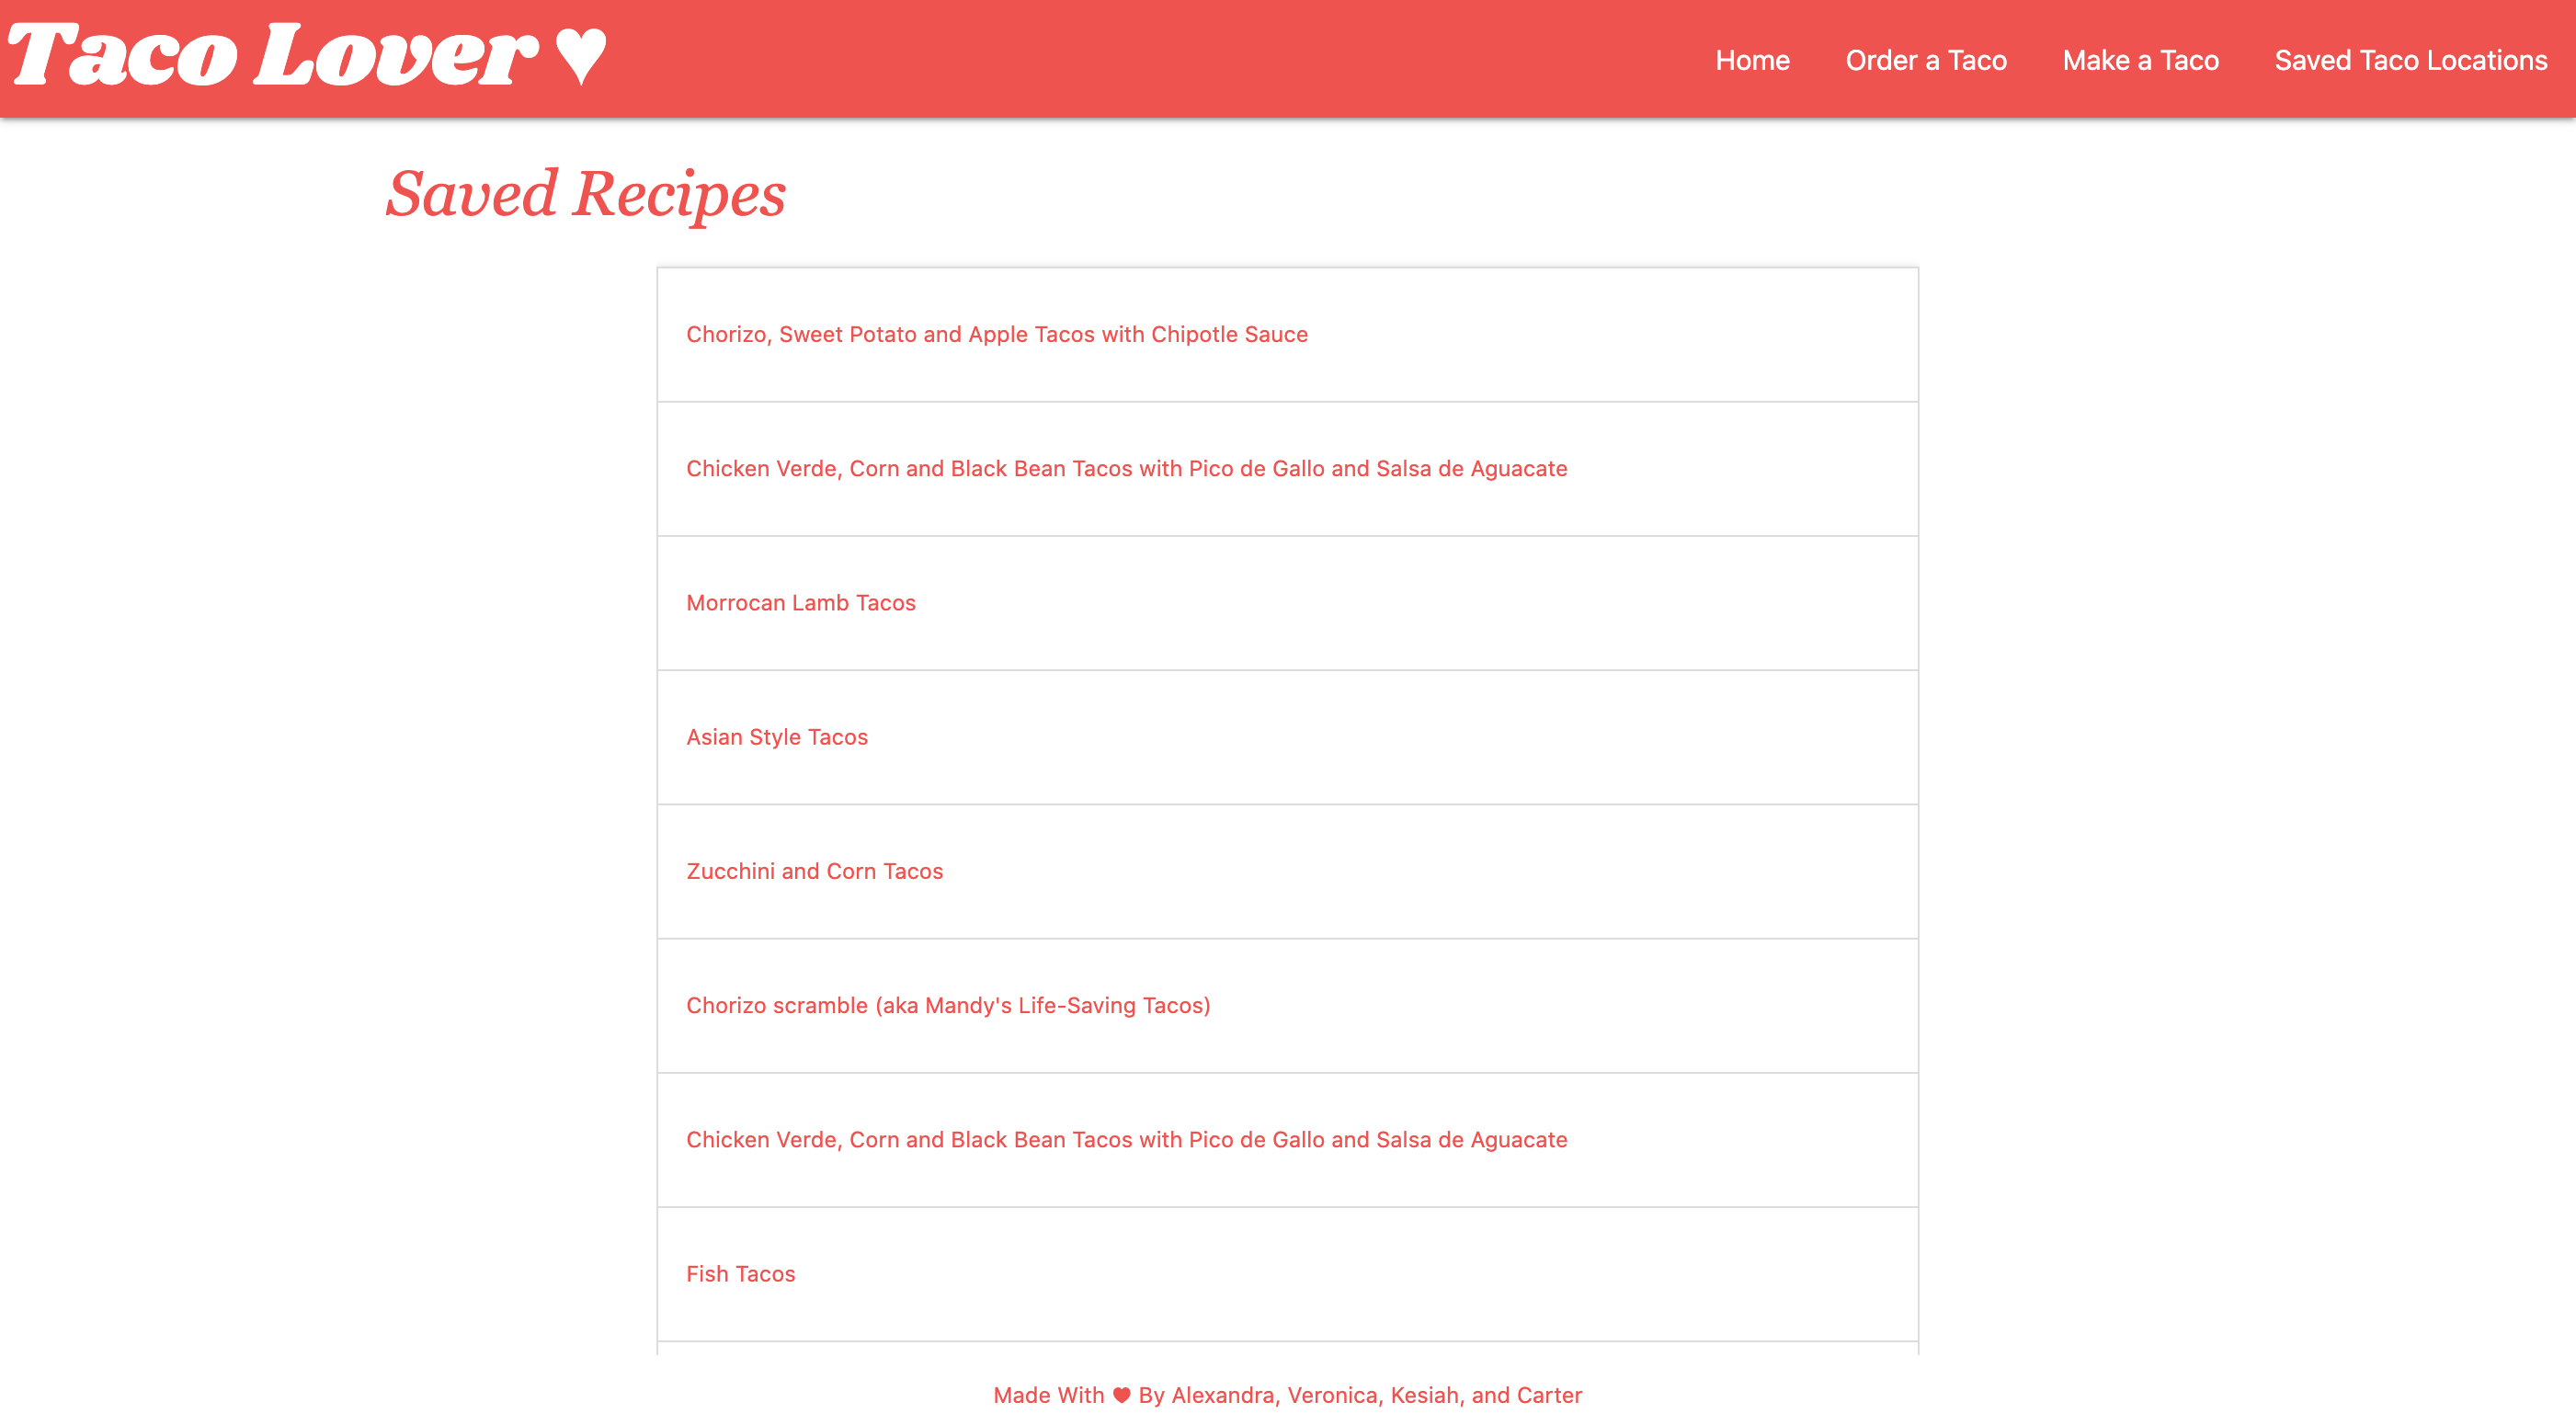 Taco Lover ♥
Home Order a Taco Make a Taco Saved Taco Locations
Saved Recipes
Chorizo, Sweet Potato and Apple Tacos with Chipotle Sauce
Chicken Verde, Corn and Black Bean Tacos with Pico de Gallo and Salsa de Aguacate
Morrocan Lamb Tacos
Asian Style Tacos
Zucchini and Corn Tacos
Chorizo scramble (aka Mandy's Life-Saving Tacos)
Chicken Verde, Corn and Black Bean Tacos with Pico de Gallo and Salsa de Aguacate
Fish Tacos
Made With ♥ By Alexandra, Veronica, Kesiah, and Carter